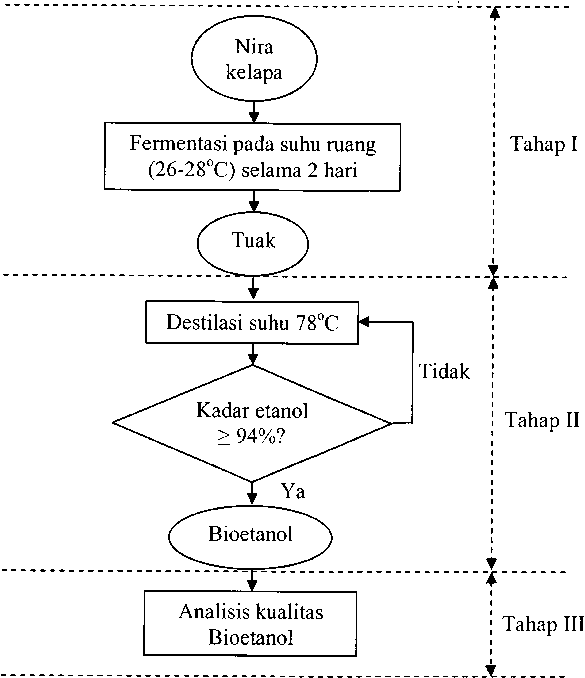 Nira
kelapa
Fermentasi pada suhu ruang
(26-28°C) selama 2 hari
Tahap I
Tuak
Destilasi suhu 78°C
Tidak
Kadar etanol
≥ 94%?
Tahap II
Ya
Bioetanol
Analisis kualitas
Bioetanol
Tahap III